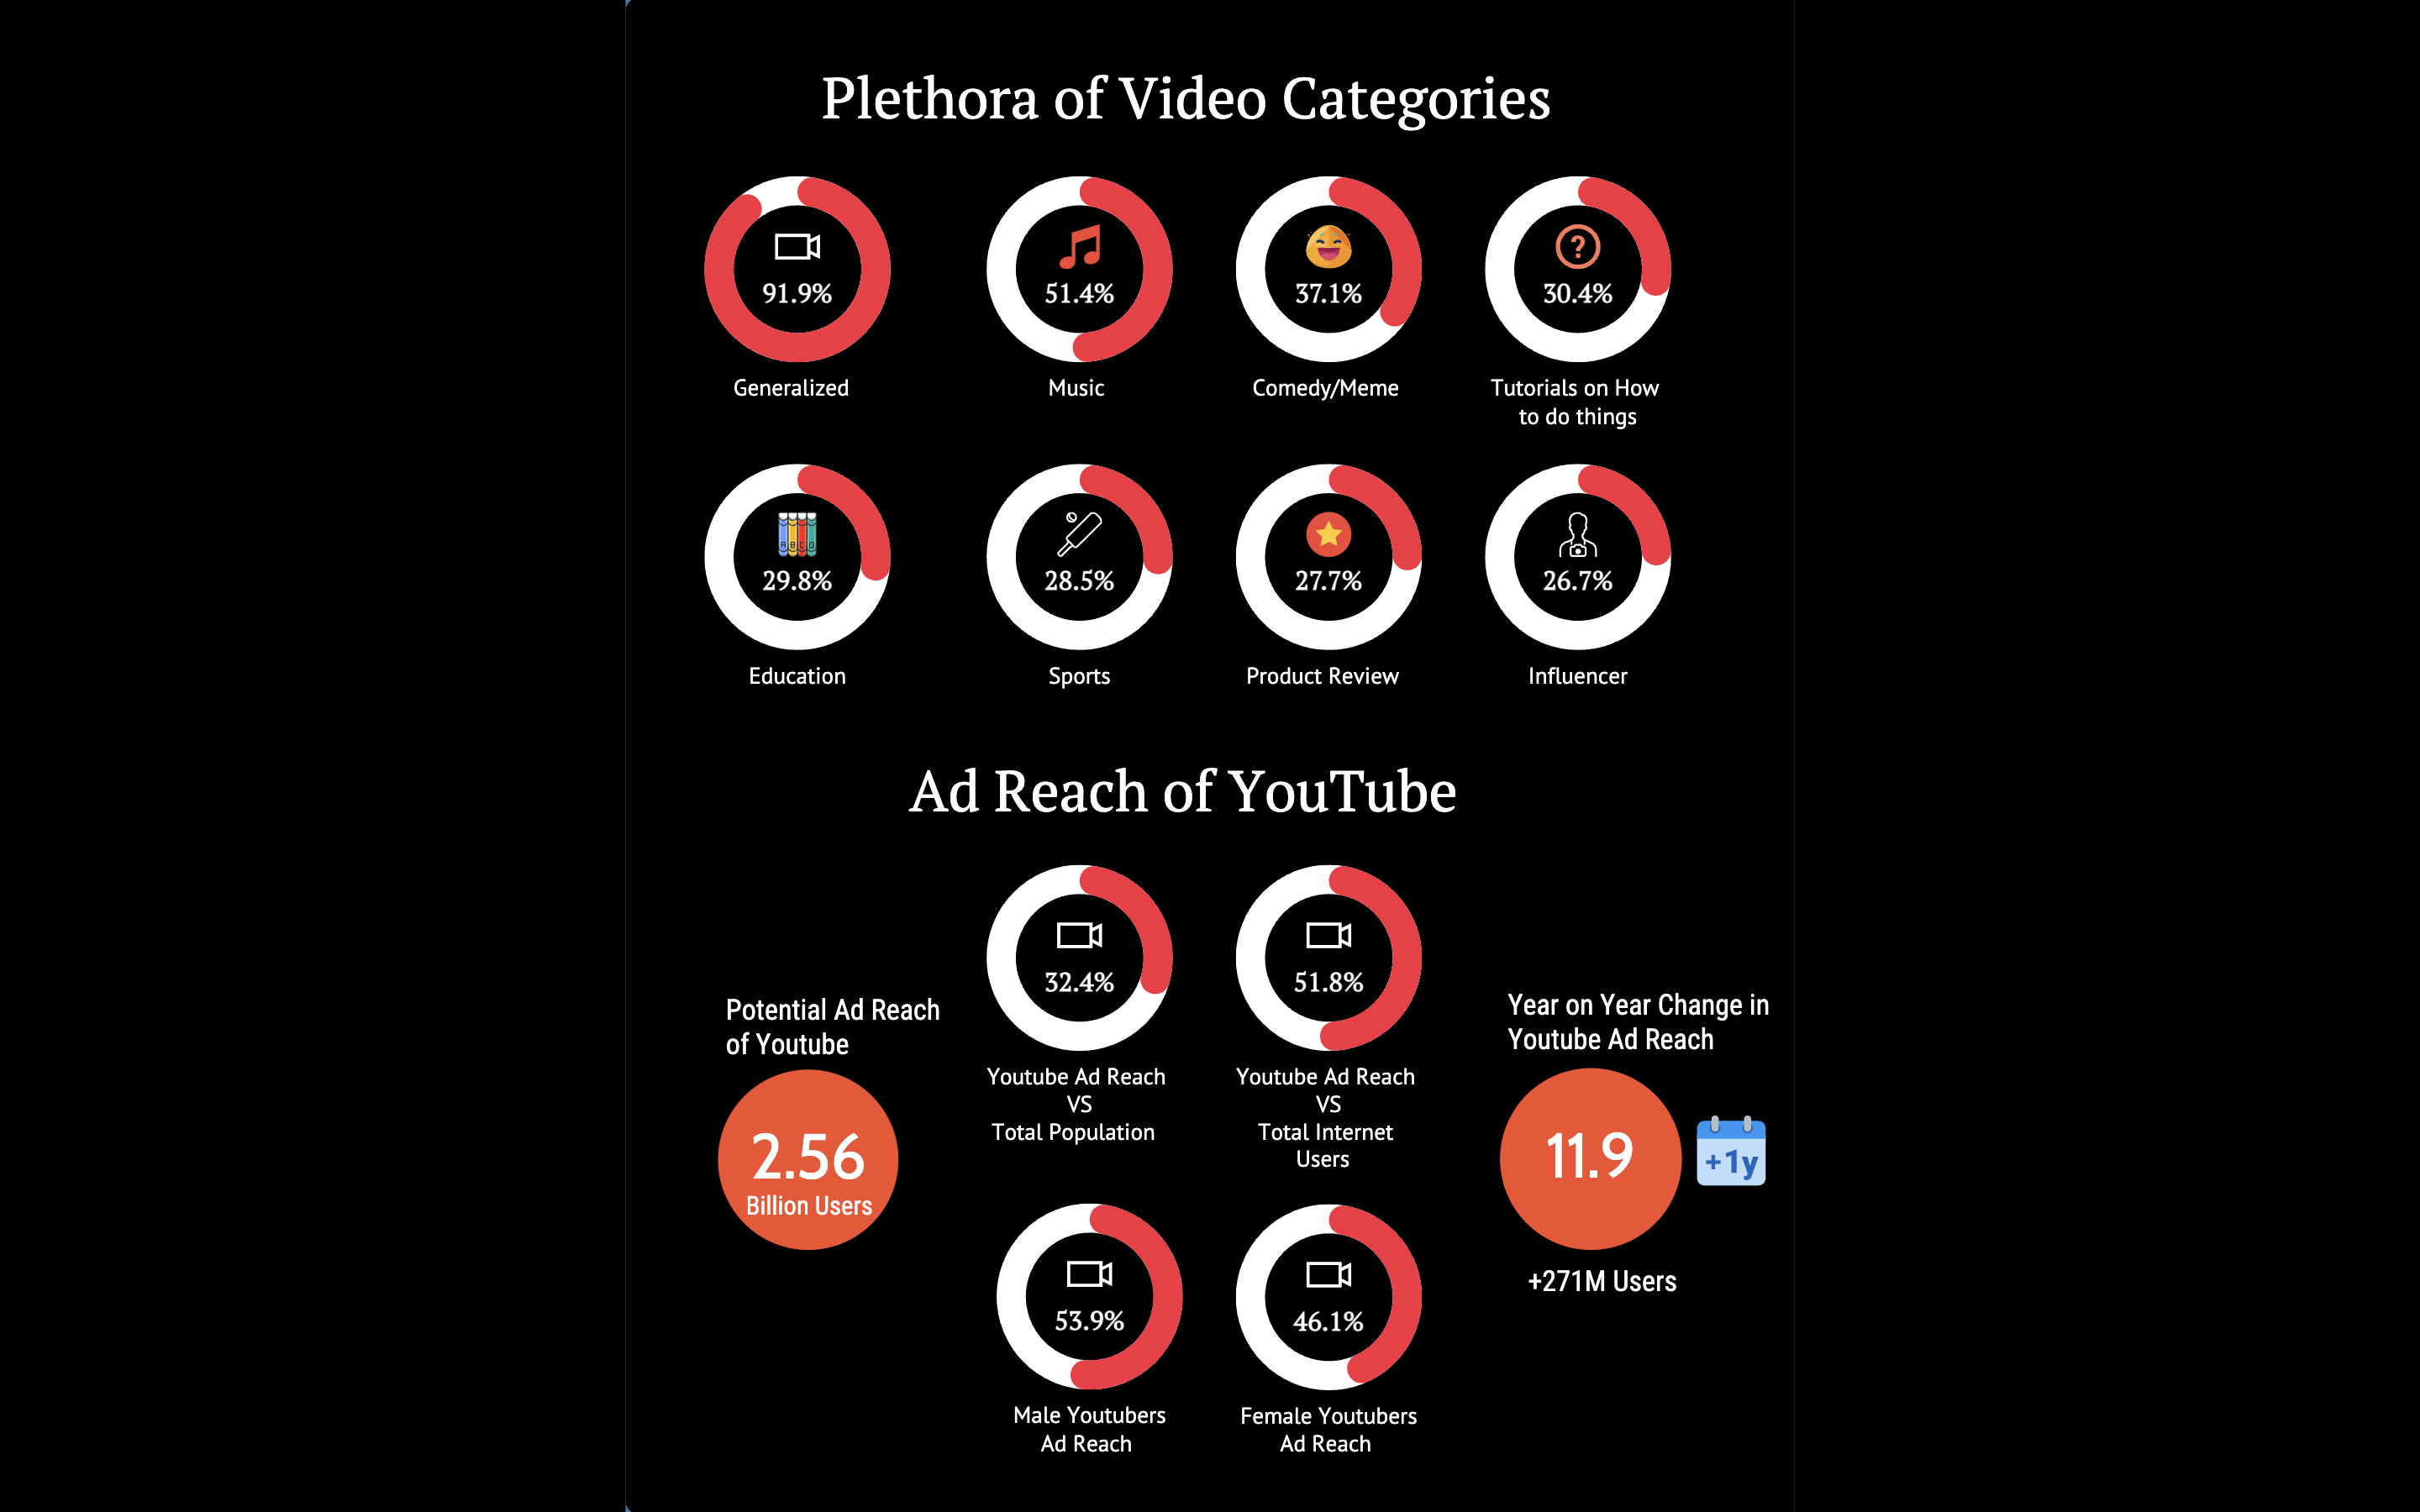 Plethora of Video Categories
91.9%
51.4%
37.1%
?
30.4%
Generalized
Music
Comedy/Meme
Tutorials on How
to do things
A B C D
29.8%
28.5%
27.7%
26.7%
Education
Sports
Product Review
Influencer
Ad Reach of YouTube
Potential Ad Reach
of Youtube
2.56
Billion Users
32.4%
Youtube Ad Reach
VS
Total Population
51.8%
Youtube Ad Reach
VS
Total Internet
Users
Year on Year Change in
Youtube Ad Reach
11.9
+1y
+271M Users
53.9%
Male Youtubers
Ad Reach
46.1%
Female Youtubers
Ad Reach